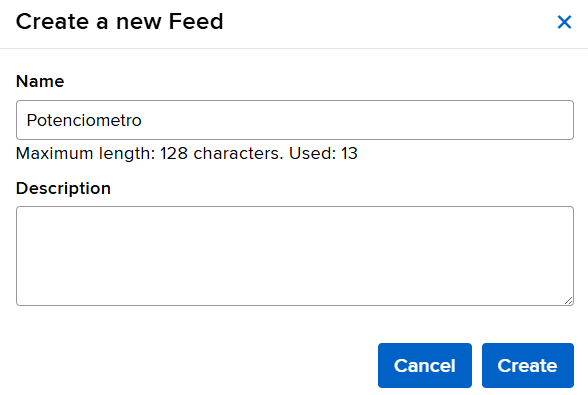 Create a new Feed
Name
Potenciometro
Maximum length: 128 characters. Used: 13
Description
Cancel
Create